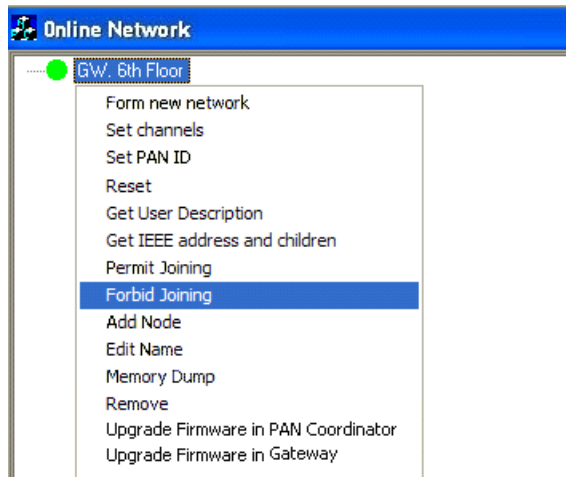 Online Network
GW. 6th Floor
Form new network
Set channels
Set PAN ID
Reset
Get User Description
Get IEEE address and children
Permit Joining
Forbid Joining
Add Node
Edit Name
Memory Dump
Remove
Upgrade Firmware in PAN Coordinator
Upgrade Firmware in Gateway